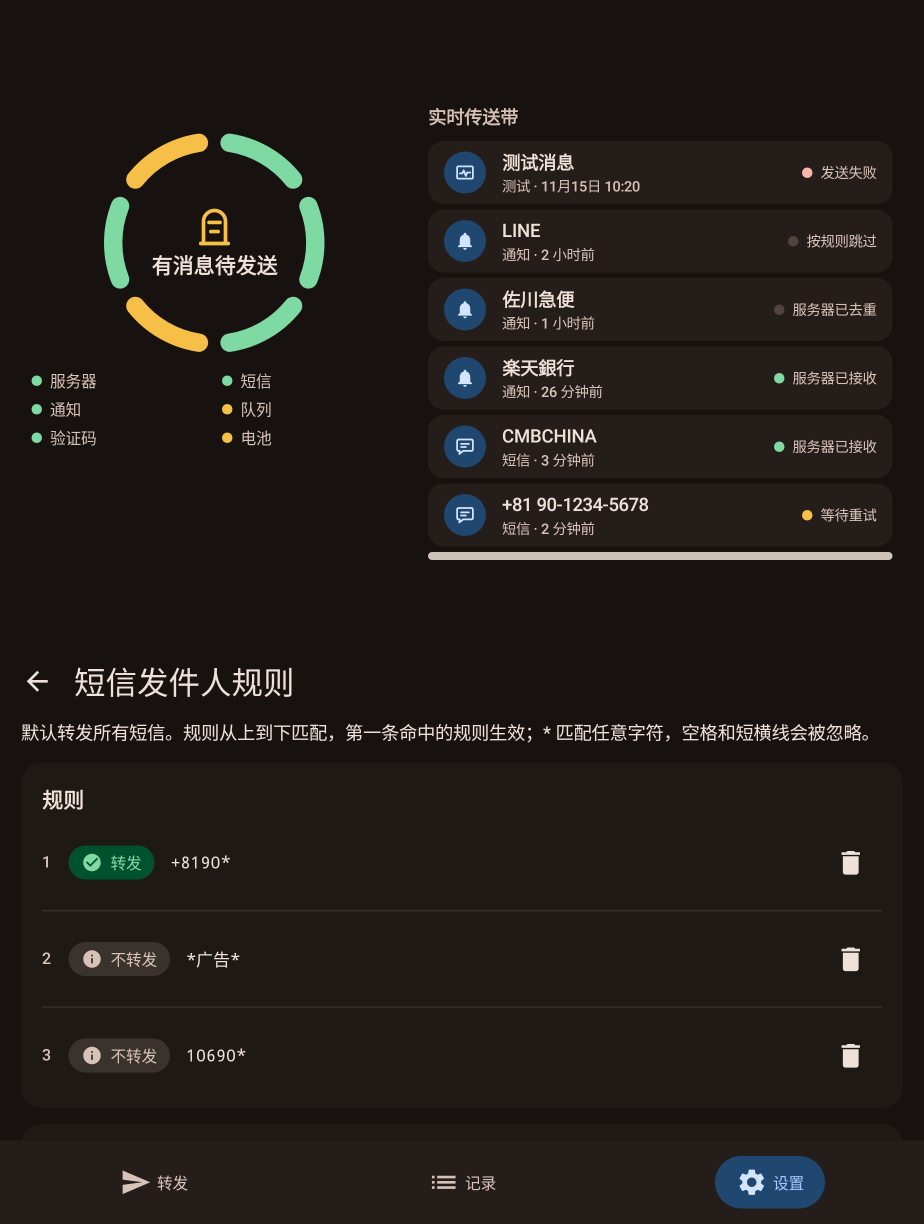 有消息待发送
服务器
短信
通知
队列
验证码
电池
实时传送带
测试消息
测试 · 11月15日 10:20
发送失败
LINE
通知 · 2 小时前
按规则跳过
佐川急便
通知 · 1 小时前
服务器已去重
楽天銀行
通知 · 26 分钟前
服务器已接收
CMBCHINA
短信 · 3 分钟前
服务器已接收
+81 90-1234-5678
短信 · 2 分钟前
等待重试
短信发件人规则
默认转发所有短信。规则从上到下匹配，第一条命中的规则生效；* 匹配任意字符，空格和短横线会被忽略。
规则
1 转发 +8190*
2 不转发 *广告*
3 不转发 10690*
转发
记录
设置